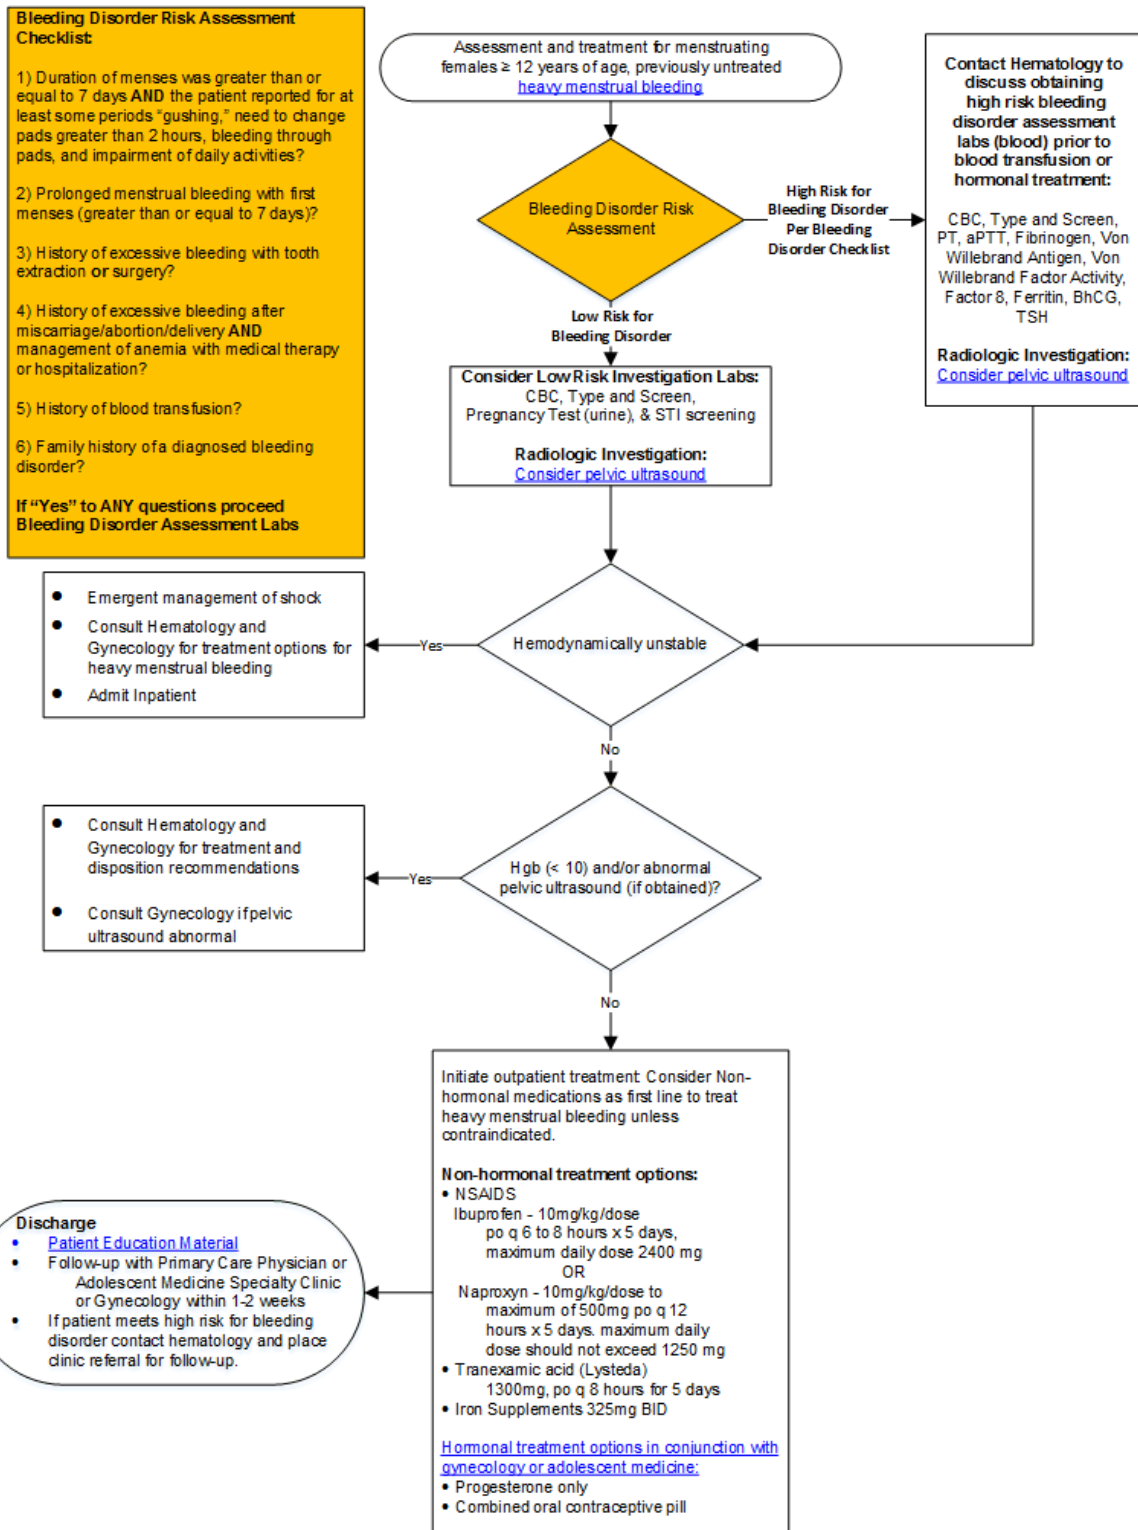 Bleeding Disorder Risk Assessment
Checklist:
1) Duration of menses was greater than or
equal to 7 days AND the patient reported for at
least some periods “gushing,” need to change
pads greater than 2 hours, bleeding through
pads, and impairment of daily activities?
2) Prolonged menstrual bleeding with first
menses (greater than or equal to 7 days)?
3) History of excessive bleeding with tooth
extraction or surgery?
4) History of excessive bleeding after
miscarriage/abortion/delivery AND
management of anemia with medical therapy
or hospitalization?
5) History of blood transfusion?
6) Family history of a diagnosed bleeding
disorder?
If “Yes” to ANY questions proceed
Bleeding Disorder Assessment Labs
Assessment and treatment for menstruating
females ≥ 12 years of age, previously untreated
heavy menstrual bleeding
Bleeding Disorder Risk
Assessment
High Risk for
Bleeding Disorder
Per Bleeding
Disorder Checklist
Contact Hematology to
discuss obtaining
high risk bleeding
disorder assessment
labs (blood) prior to
blood transfusion or
hormonal treatment:
CBC, Type and Screen,
PT, aPTT, Fibrinogen, Von
Willebrand Antigen, Von
Willebrand Factor Activity,
Factor 8, Ferritin, BhCG,
TSH
Radiologic Investigation:
Consider pelvic ultrasound
Low Risk for
Bleeding Disorder
Consider Low Risk Investigation Labs:
CBC, Type and Screen,
Pregnancy Test (urine), & STI screening
Radiologic Investigation:
Consider pelvic ultrasound
Hemodynamically unstable
Yes
• Emergent management of shock
• Consult Hematology and
Gynecology for treatment options for
heavy menstrual bleeding
• Admit Inpatient
No
Hgb (< 10) and/or abnormal
pelvic ultrasound (if obtained)?
Yes
• Consult Hematology and
Gynecology for treatment and
disposition recommendations
• Consult Gynecology if pelvic
ultrasound abnormal
No
Initiate outpatient treatment: Consider Non-
hormonal medications as first line to treat
heavy menstrual bleeding unless
contraindicated.
Non-hormonal treatment options:
• NSAIDS
Ibuprofen - 10mg/kg/dose
po q 6 to 8 hours x 5 days,
maximum daily dose 2400 mg
OR
Naproxyn - 10mg/kg/dose to
maximum of 500mg po q 12
hours x 5 days. maximum daily
dose should not exceed 1250 mg
• Tranexamic acid (Lysteda)
1300mg, po q 8 hours for 5 days
• Iron Supplements 325mg BID
Hormonal treatment options in conjunction with
gynecology or adolescent medicine:
• Progesterone only
• Combined oral contraceptive pill
Discharge
• Patient Education Material
• Follow-up with Primary Care Physician or
Adolescent Medicine Specialty Clinic
or Gynecology within 1-2 weeks
• If patient meets high risk for bleeding
disorder contact hematology and place
clinic referral for follow-up.